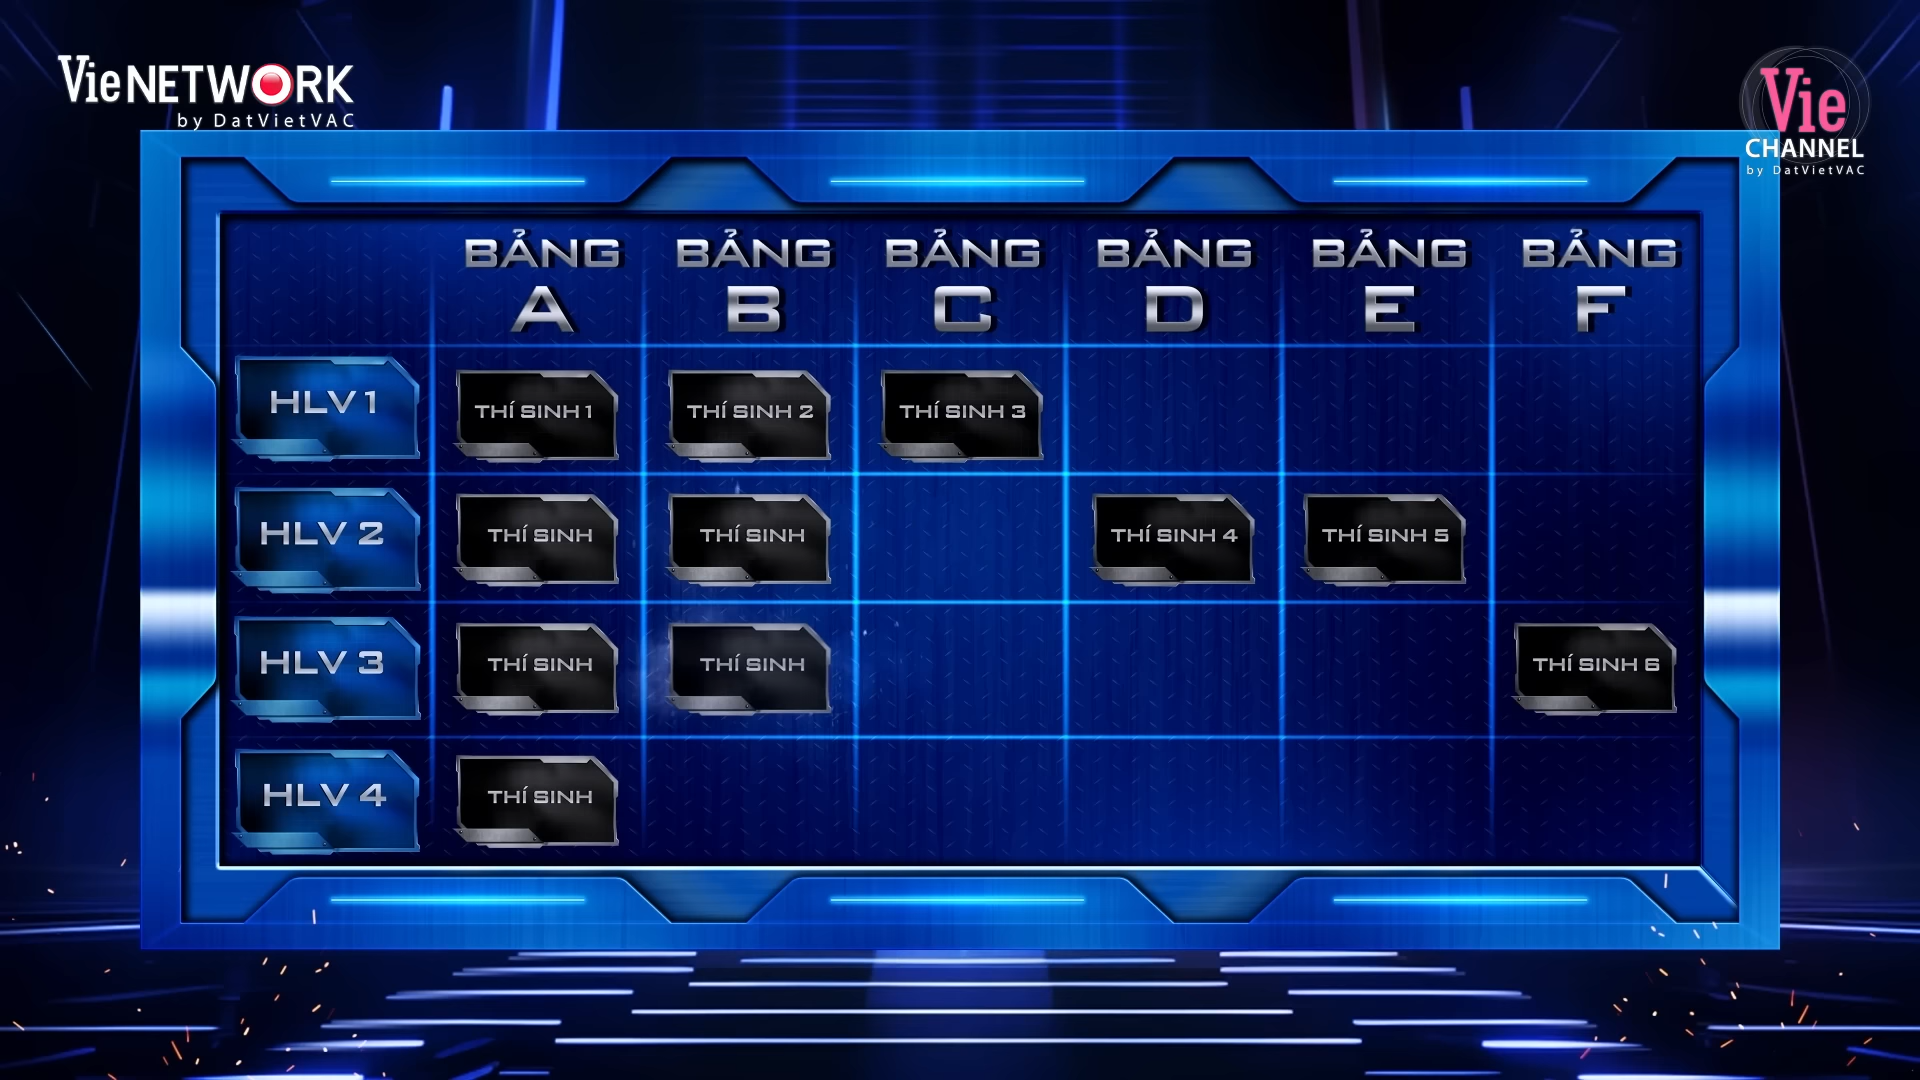 VieNETWORK
by DatVietVAC
Vie
CHANNEL
by DatVietVAC
BẢNG A
BẢNG B
BẢNG C
BẢNG D
BẢNG E
BẢNG F
HLV 1
THÍ SINH 1
THÍ SINH 2
THÍ SINH 3
HLV 2
THÍ SINH
THÍ SINH
THÍ SINH 4
THÍ SINH 5
HLV 3
THÍ SINH
THÍ SINH
THÍ SINH 6
HLV 4
THÍ SINH